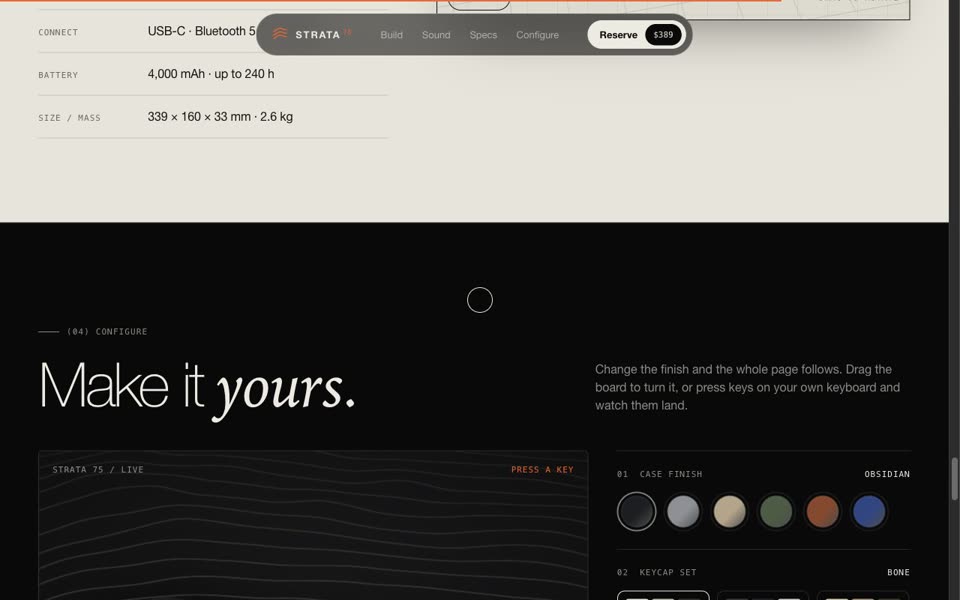 CONNECT
USB-C · Bluetooth 5
STRATA
Build
Sound
Specs
Configure
Reserve
$389
BATTERY
4,000 mAh · up to 240 h
SIZE / MASS
339 × 160 × 33 mm · 2.6 kg
(04) CONFIGURE
Make it yours.
Change the finish and the whole page follows. Drag the
board to turn it, or press keys on your own keyboard and
watch them land.
STRATA 75 / LIVE
PRESS A KEY
01 CASE FINISH
OBSIDIAN
02 KEYCAP SET
BONE